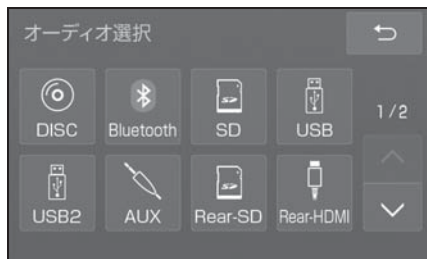 オーディオ選択
DISC
Bluetooth
SD
USB
1/2
USB2
AUX
Rear-SD
Rear-HDMI